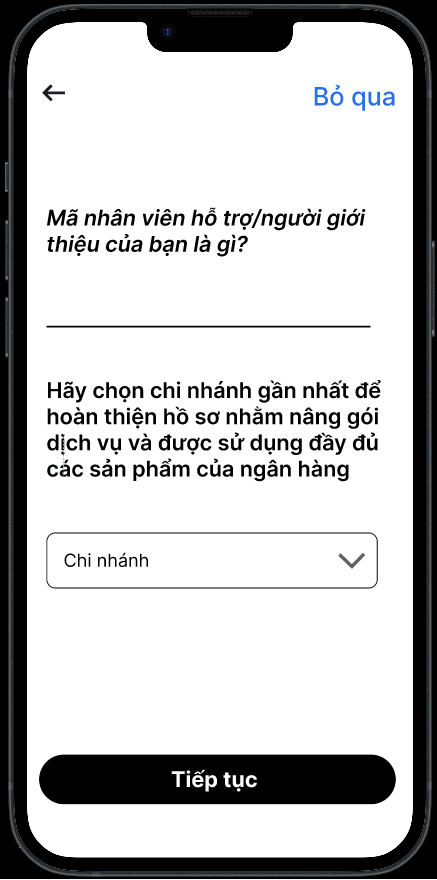 Bỏ qua
Mã nhân viên hỗ trợ/người giới
thiệu của bạn là gì?
Hãy chọn chi nhánh gần nhất để
hoàn thiện hồ sơ nhằm nâng gói
dịch vụ và được sử dụng đầy đủ
các sản phẩm của ngân hàng
Chi nhánh
Tiếp tục